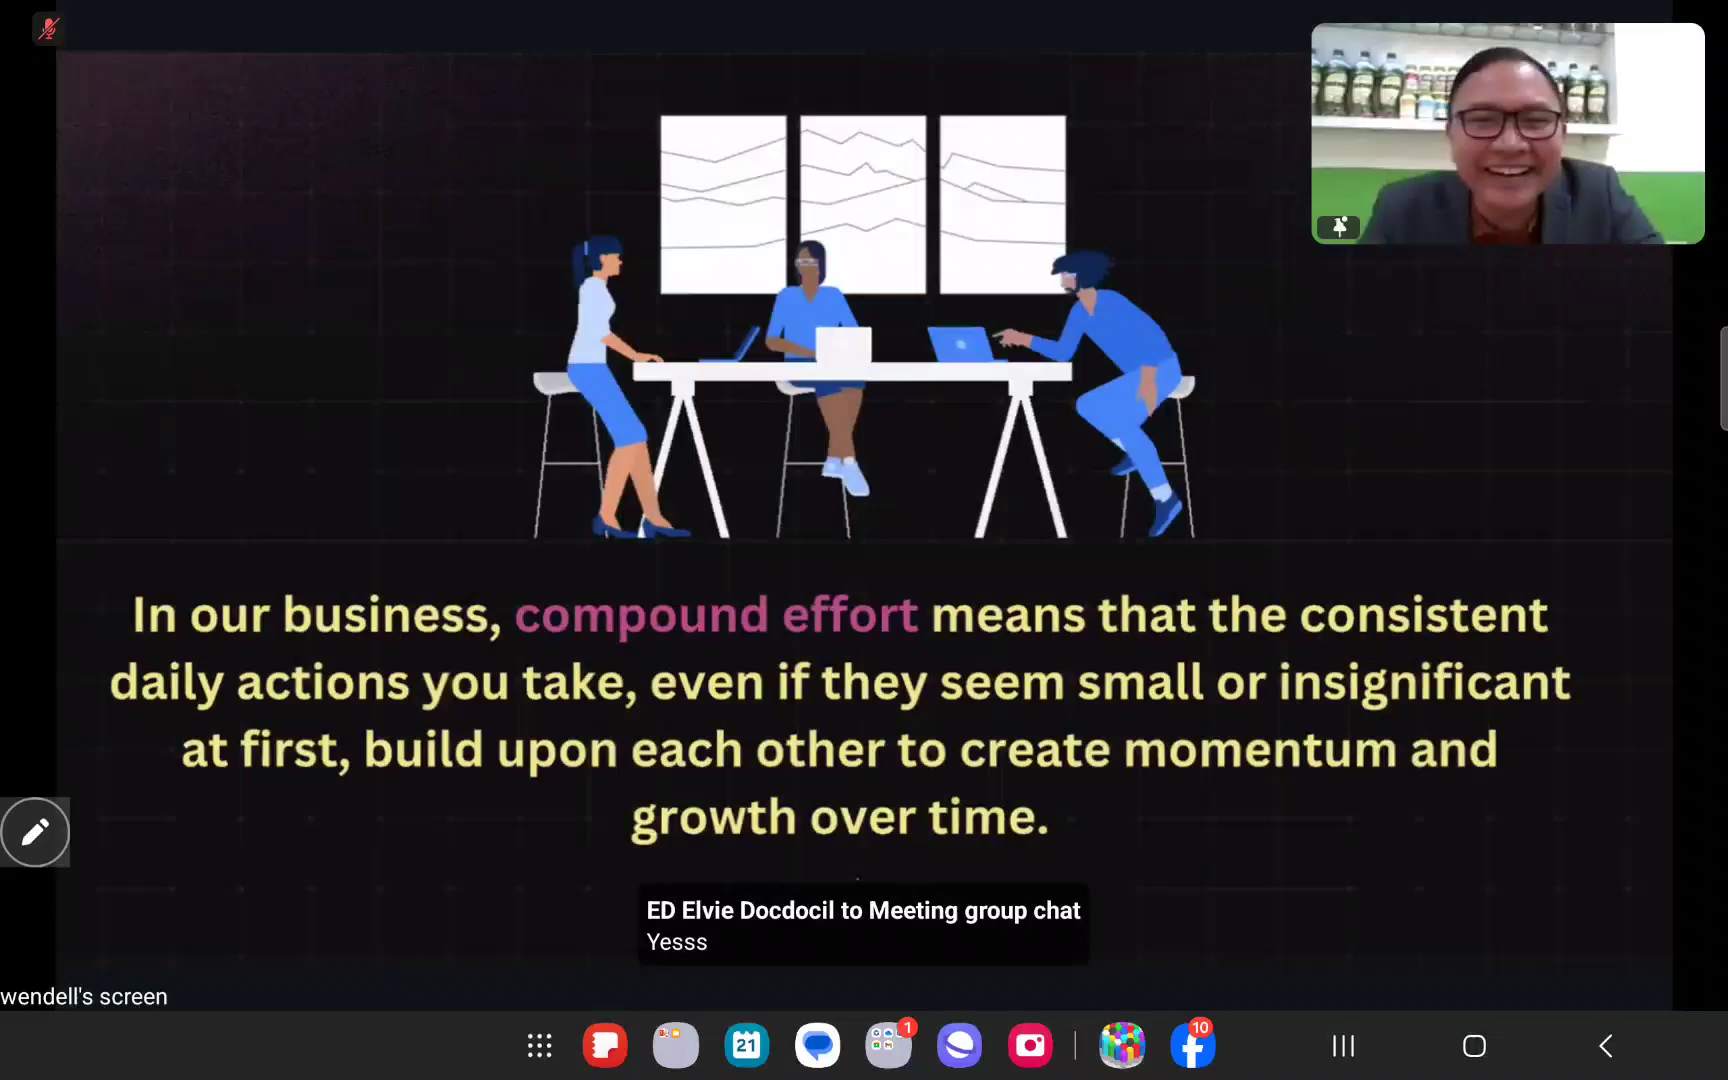 In our business, compound effort means that the consistent
daily actions you take, even if they seem small or insignificant
at first, build upon each other to create momentum and
growth over time.
ED Elvie Docdocil to Meeting group chat
Yesss
wendell's screen
21
1
10